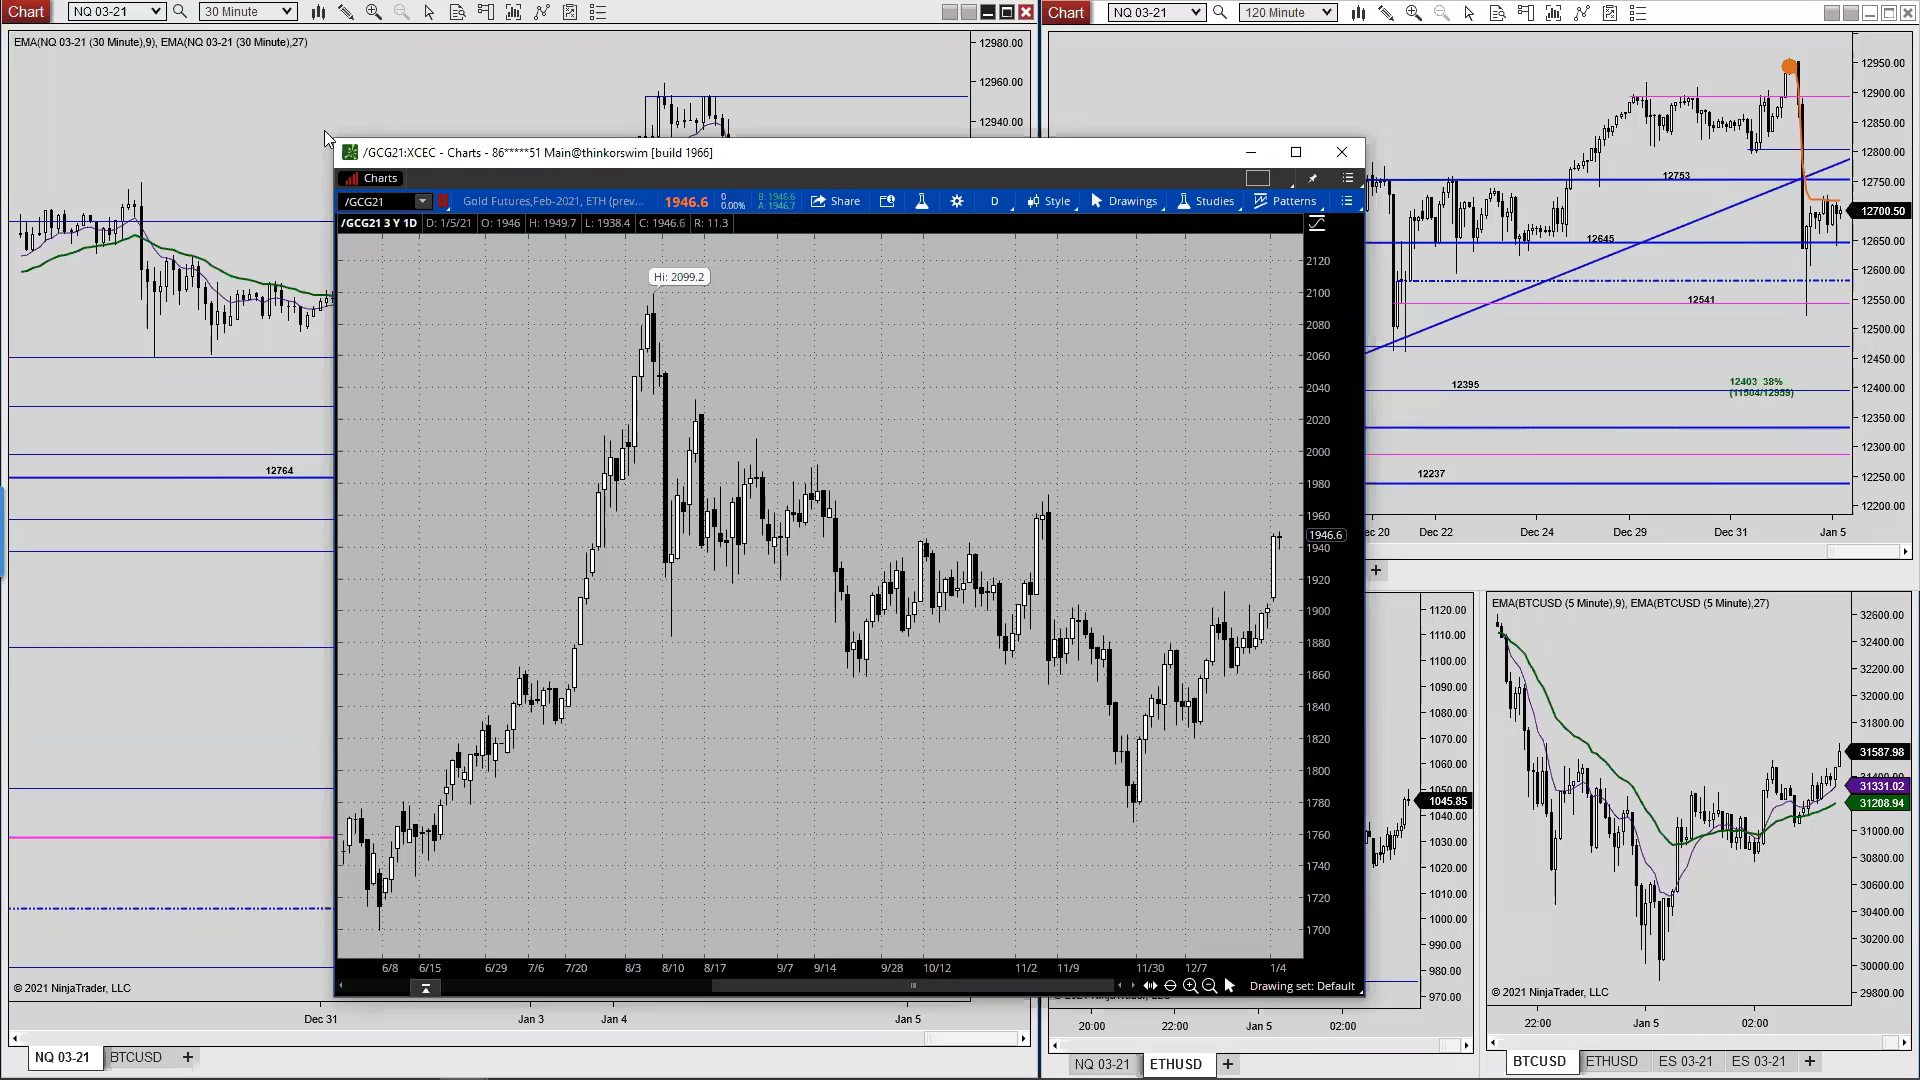 Chart
NQ 03-21
30 Minute
EMA(NQ 03-21 (30 Minute),9), EMA(NQ 03-21 (30 Minute),27)
12980.00
12960.00
12940.00
12764
© 2021 NinjaTrader, LLC
Dec 31
Jan 3
Jan 4
Jan 5
NQ 03-21
BTCUSD
+
/GCG21:XCEC - Charts - 86*****51 Main@thinkorswim [build 1966]
Charts
/GCG21
Gold Futures,Feb-2021, ETH (prev...
1946.6
0
0.00%
B: 1946.6
A: 1946.7
Share
D
Style
Drawings
Studies
Patterns
/GCG21 3 Y 1D
D: 1/5/21
O: 1946
H: 1949.7
L: 1938.4
C: 1946.6
R: 11.3
Hi: 2099.2
2120
2100
2080
2060
2040
2020
2000
1980
1960
1946.6
1940
1920
1900
1880
1860
1840
1820
1800
1780
1760
1740
1720
1700
6/8
6/15
6/29
7/6
7/20
8/3
8/10
8/17
9/7
9/14
9/28
10/12
11/2
11/9
11/30
12/7
1/4
Drawing set: Default
Chart
NQ 03-21
120 Minute
12950.00
12900.00
12850.00
12800.00
12750.00
12700.50
12650.00
12600.00
12550.00
12500.00
12450.00
12400.00
12350.00
12300.00
12250.00
12200.00
12753
12645
12541
12395
12403 38%
(11504/12959)
12237
ec 20
Dec 22
Dec 24
Dec 29
Dec 31
Jan 5
+
1120.00
1110.00
1100.00
1090.00
1080.00
1070.00
1060.00
1045.85
1040.00
1030.00
1020.00
1010.00
1000.00
990.00
980.00
970.00
20:00
22:00
Jan 5
02:00
NQ 03-21
ETHUSD
+
EMA(BTCUSD (5 Minute),9), EMA(BTCUSD (5 Minute),27)
32600.00
32400.00
32200.00
32000.00
31800.00
31587.98
31331.02
31208.94
31000.00
30800.00
30600.00
30400.00
30200.00
30000.00
29800.00
© 2021 NinjaTrader, LLC
22:00
Jan 5
02:00
BTCUSD
ETHUSD
ES 03-21
ES 03-21
+